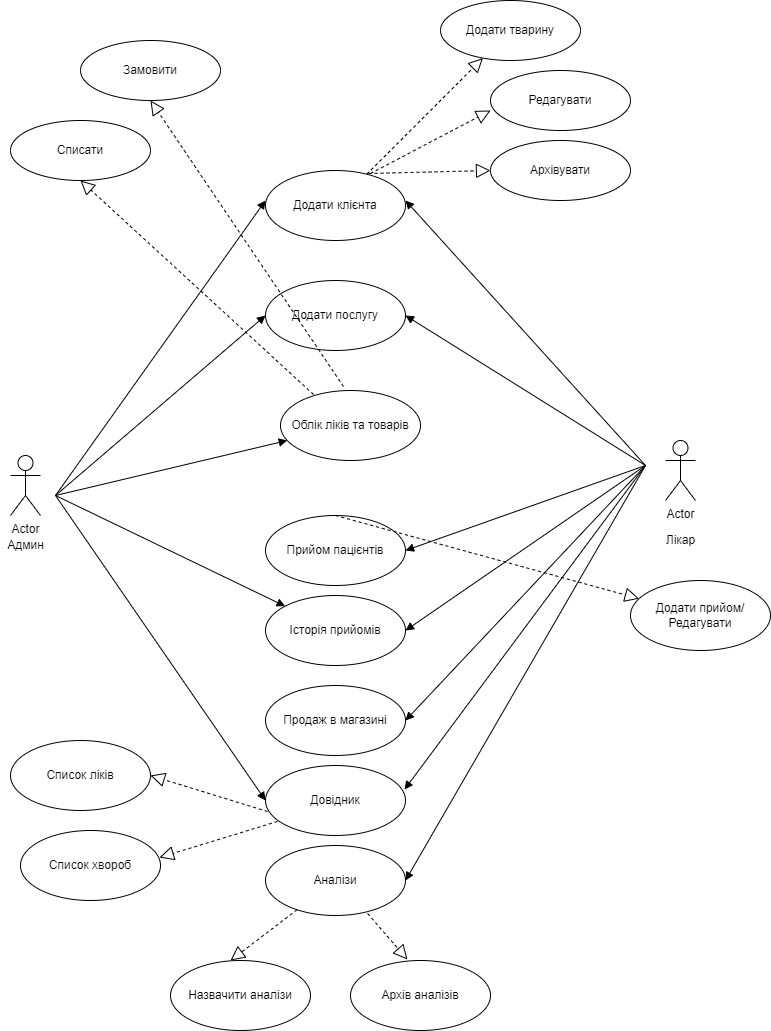 Додати тварину
Замовити
Редагувати
Списати
Архівувати
Додати клієнта
Додати послугу
Облік ліків та товарів
Actor
Админ
Actor
Лікар
Прийом пацієнтів
Додати прийом/
Редагувати
Історія прийомів
Продаж в магазині
Список ліків
Довідник
Список хвороб
Аналізи
Назвачити аналізи
Архів аналізів